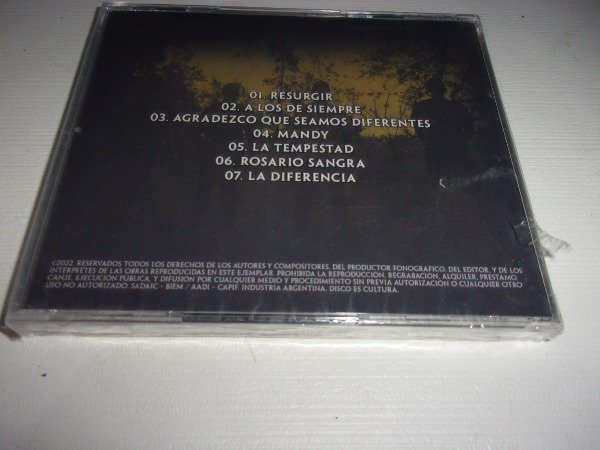 01. RESURGIR
02. A LOS DE SIEMPRE
03. AGRADEZCO QUE SEAMOS DIFERENTES
04. MANDY
05. LA TEMPESTAD
06. ROSARIO SANGRA
07. LA DIFERENCIA
©2022. RESERVADOS TODOS LOS DERECHOS DE LOS AUTORES Y COMPOSITORES, DEL PRODUCTOR FONOGRAFICO, DEL EDITOR, Y DE LOS
INTERPRETES DE LAS OBRAS REPRODUCIDAS EN ESTE EJEMPLAR. PROHIBIDA LA REPRODUCCION, REGRABACION, ALQUILER, PRESTAMO,
CANJE, EJECUCION PUBLICA, Y DIFUSION POR CUALQUIER MEDIO Y PROCEDIMIENTO SIN PREVIA AUTORIZACION O CUALQUIER OTRO
USO NO AUTORIZADO SADAIC - BIEM / AADI - CAPIF. INDUSTRIA ARGENTINA. DISCO ES CULTURA.